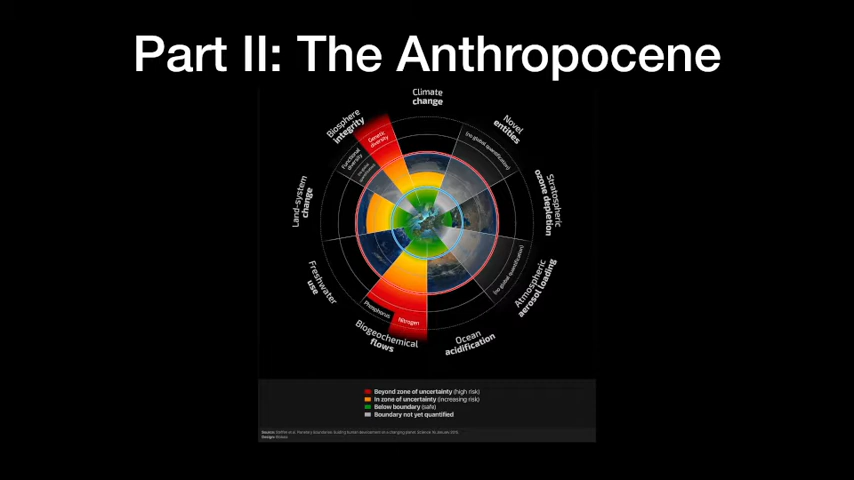 Part II: The Anthropocene
Climate
change
Biosphere
integrity
Genetic
diversity
Functional
diversity
Novel
entities
(no global quantification)
Stratospheric
ozone depletion
Land-system
change
Atmospheric
aerosol loading
(no global quantification)
Freshwater
use
Phosphorus
Nitrogen
Biogeochemical
flows
Ocean
acidification
Beyond zone of uncertainty (high risk)
In zone of uncertainty (increasing risk)
Below boundary (safe)
Boundary not yet quantified